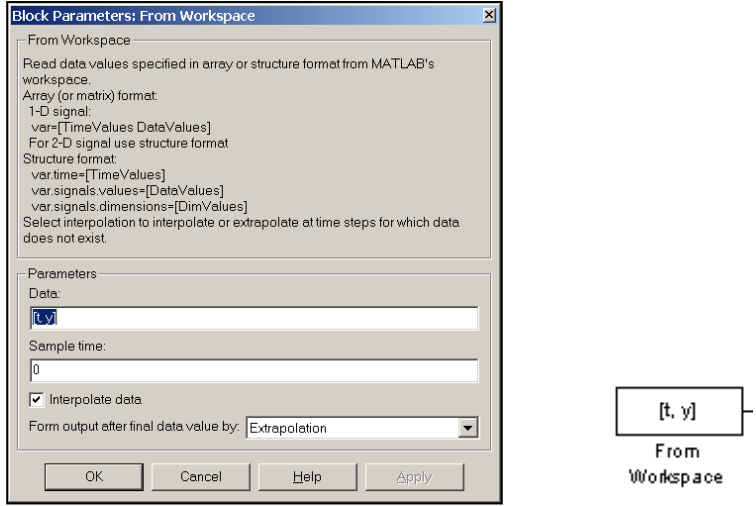 Block Parameters: From Workspace
From Workspace
Read data values specified in array or structure format from MATLAB's
workspace.
Array (or matrix) format:
1-D signal:
var=[TimeValues DataValues]
For 2-D signal use structure format
Structure format:
var.time=[TimeValues]
var.signals.values=[DataValues]
var.signals.dimensions=[DimValues]
Select interpolation to interpolate or extrapolate at time steps for which data
does not exist.
Parameters
Data:
[t,y]
Sample time:
0
Interpolate data
Form output after final data value by: Extrapolation
OK Cancel Help Apply
[t, y]
From
Workspace